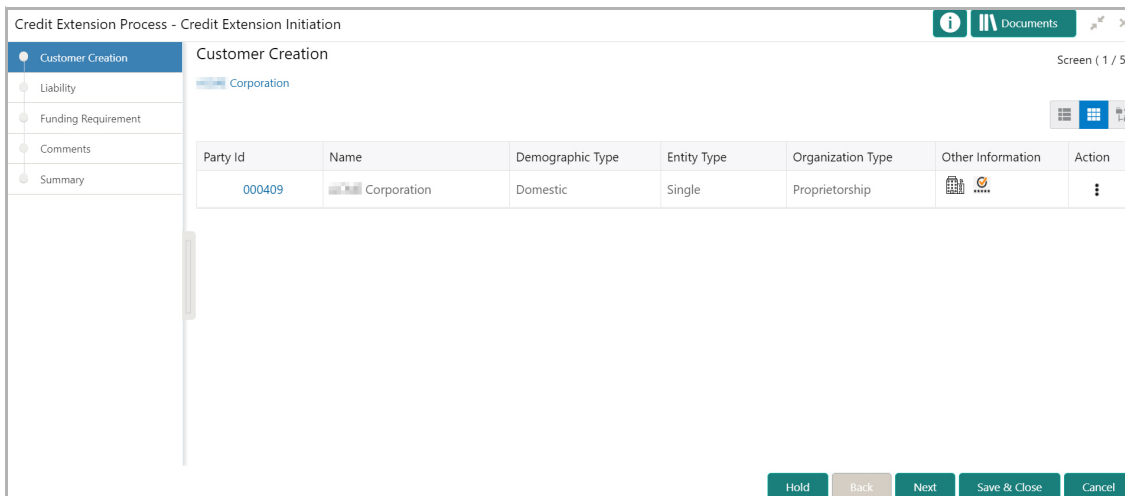 Credit Extension Process - Credit Extension Initiation
Documents
Customer Creation
Liability
Funding Requirement
Comments
Summary
Customer Creation
Screen ( 1 / 5
Corporation
Party Id Name Demographic Type Entity Type Organization Type Other Information Action
000409 Corporation Domestic Single Proprietorship
Hold Back Next Save & Close Cancel